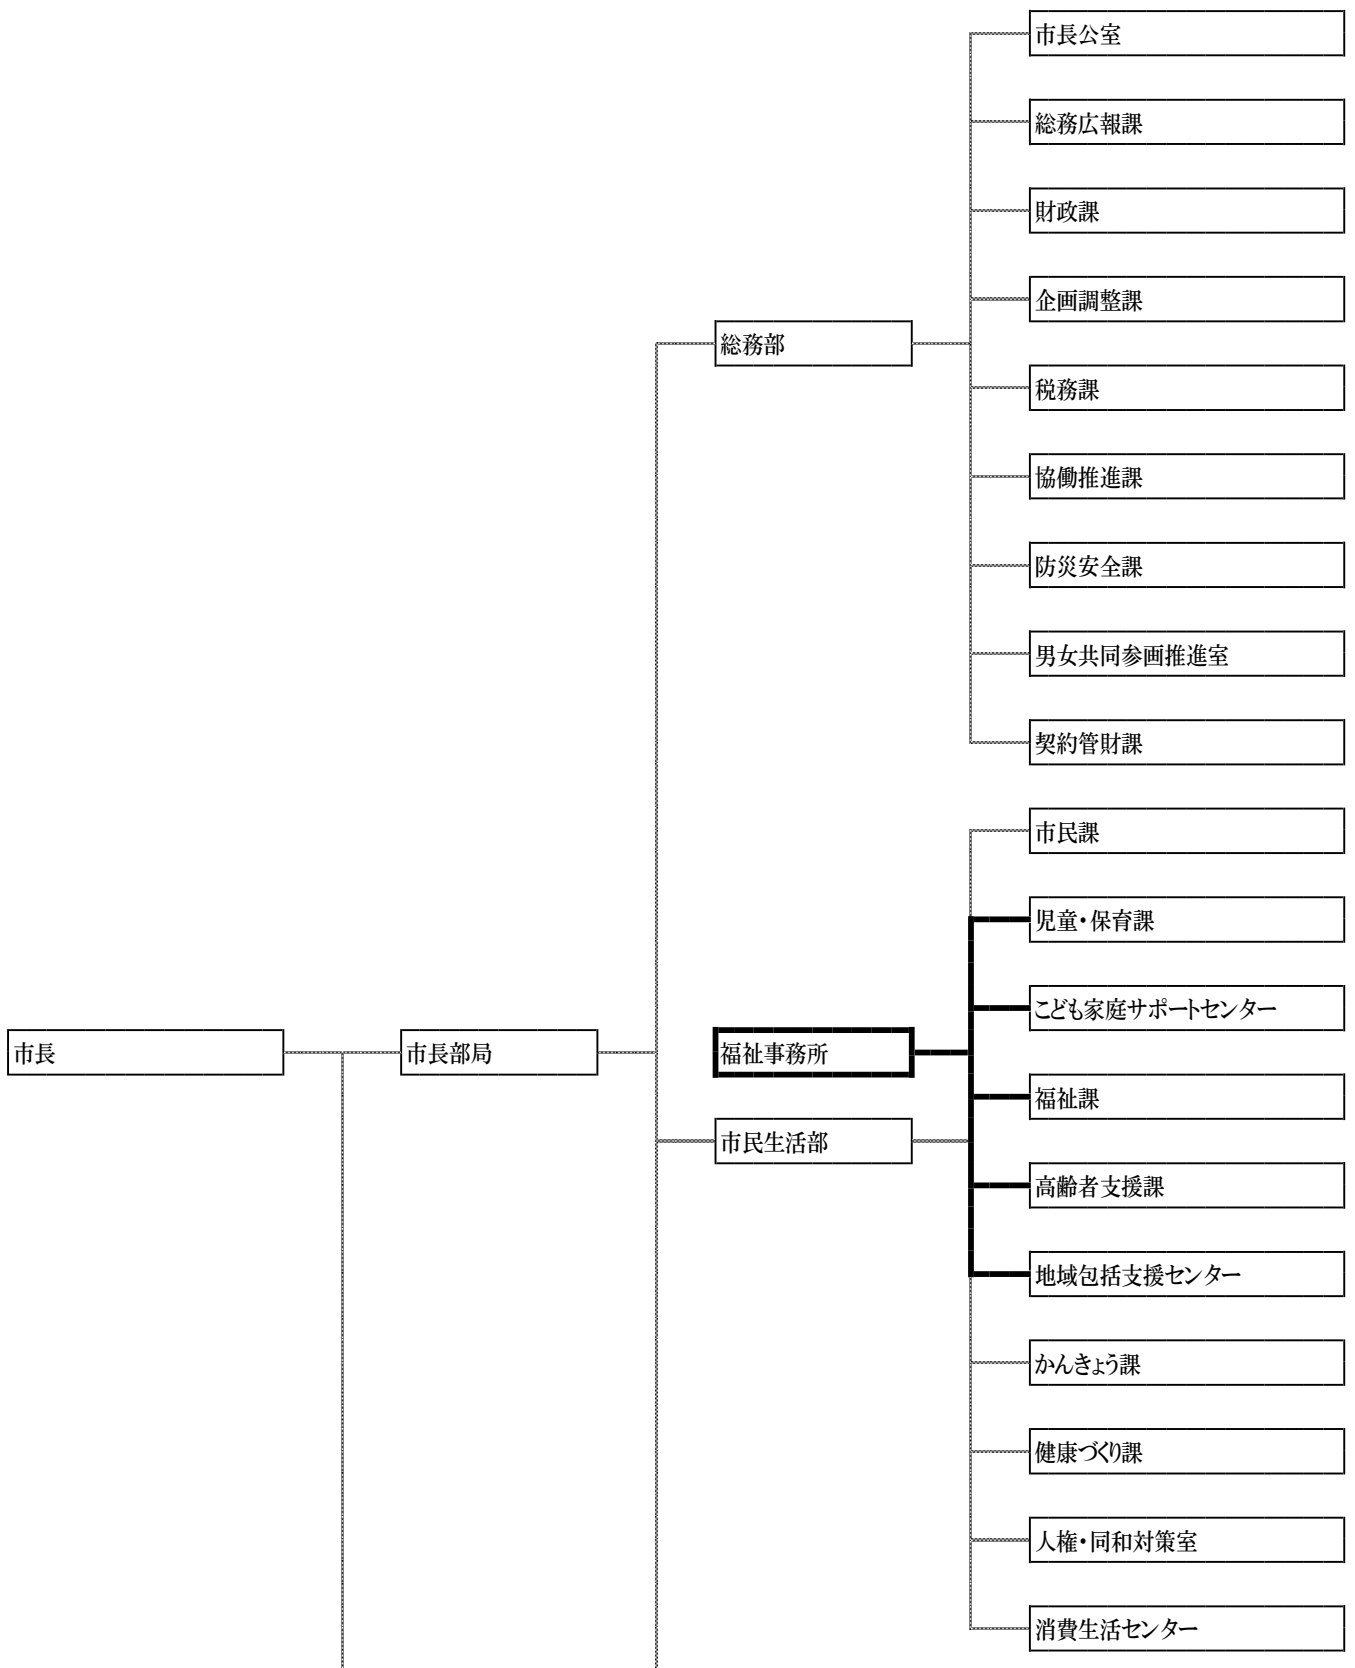 市長公室
総務広報課
財政課
企画調整課
総務部
税務課
協働推進課
防災安全課
男女共同参画推進室
契約管財課
市民課
児童・保育課
こども家庭サポートセンター
市長
市長部局
福祉事務所
福祉課
市民生活部
高齢者支援課
地域包括支援センター
かんきょう課
健康づくり課
人権・同和対策室
消費生活センター